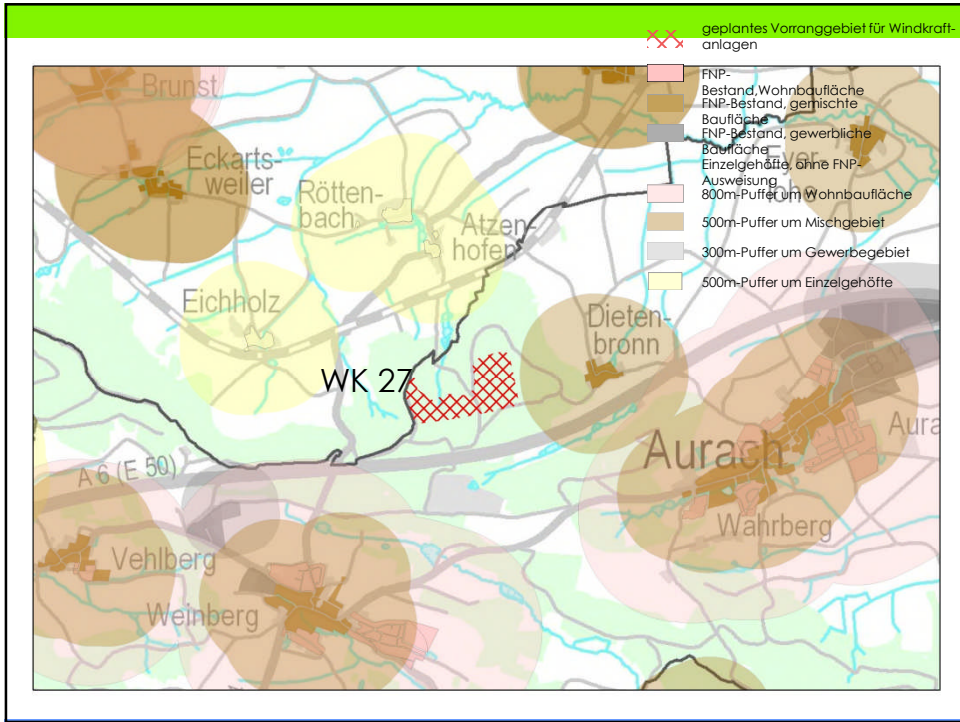 geplantes Vorranggebiet für Windkraft-
anlagen
FNP-
Bestand,Wohnbaufläche
FNP-Bestand, gemischte
Baufläche
FNP-Bestand, gewerbliche
Baufläche
Einzelgehöfte, ohne FNP-
Ausweisung
800m-Puffer um Wohnbaufläche
500m-Puffer um Mischgebiet
300m-Puffer um Gewerbegebiet
500m-Puffer um Einzelgehöfte
Brunst
Eckarts-
weiler
Rötten-
bach
Atzen-
hofen
Eichholz
Dieten-
bronn
WK 27
Aurach
Aura
Wahrberg
A 6 (E 50)
Vehlberg
Weinberg